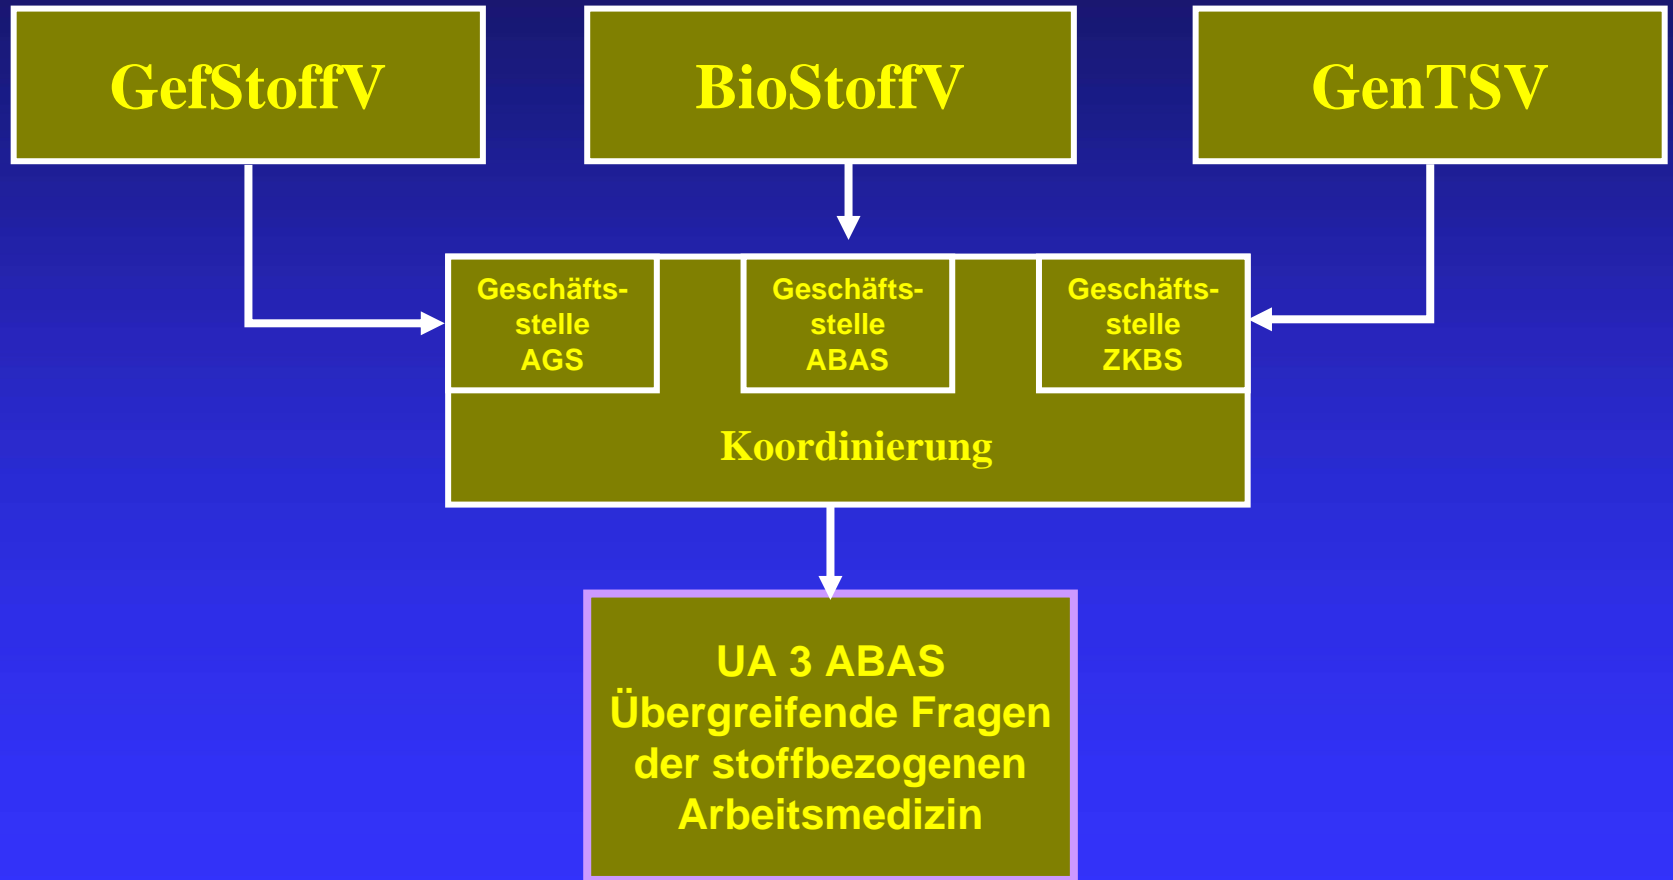 GefStoffV
BioStoffV
GenTSV
Geschäfts-
stelle
AGS
Geschäfts-
stelle
ABAS
Geschäfts-
stelle
ZKBS
Koordinierung
UA 3 ABAS
Übergreifende Fragen
der stoffbezogenen
Arbeitsmedizin